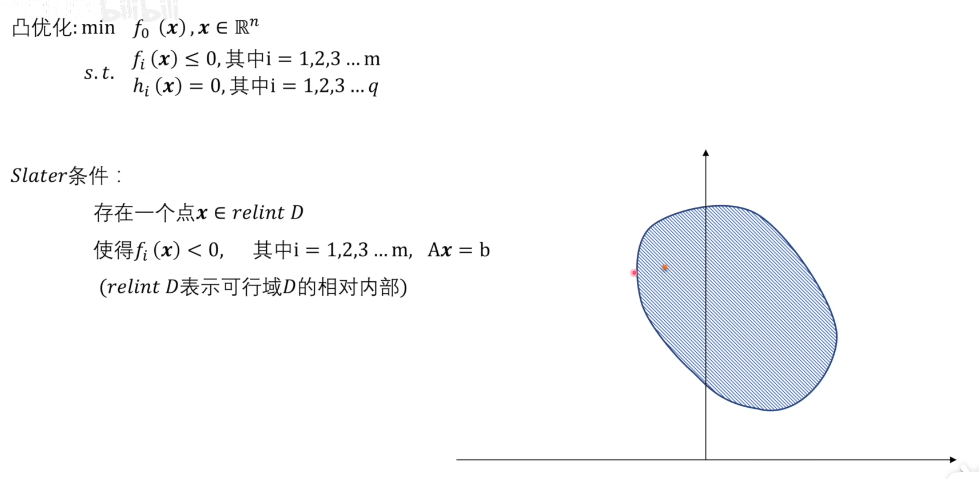 bilibili
凸优化: min f₀ (𝒙), 𝒙 ∈ ℝⁿ
s.t. fᵢ (𝒙) ≤ 0, 其中i = 1,2,3 … m
hᵢ (𝒙) = 0, 其中i = 1,2,3 … q
Slater条件：
存在一个点𝒙 ∈ relint D
使得fᵢ (𝒙) < 0, 其中i = 1,2,3 … m, A𝒙 = b
(relint D表示可行域D的相对内部)